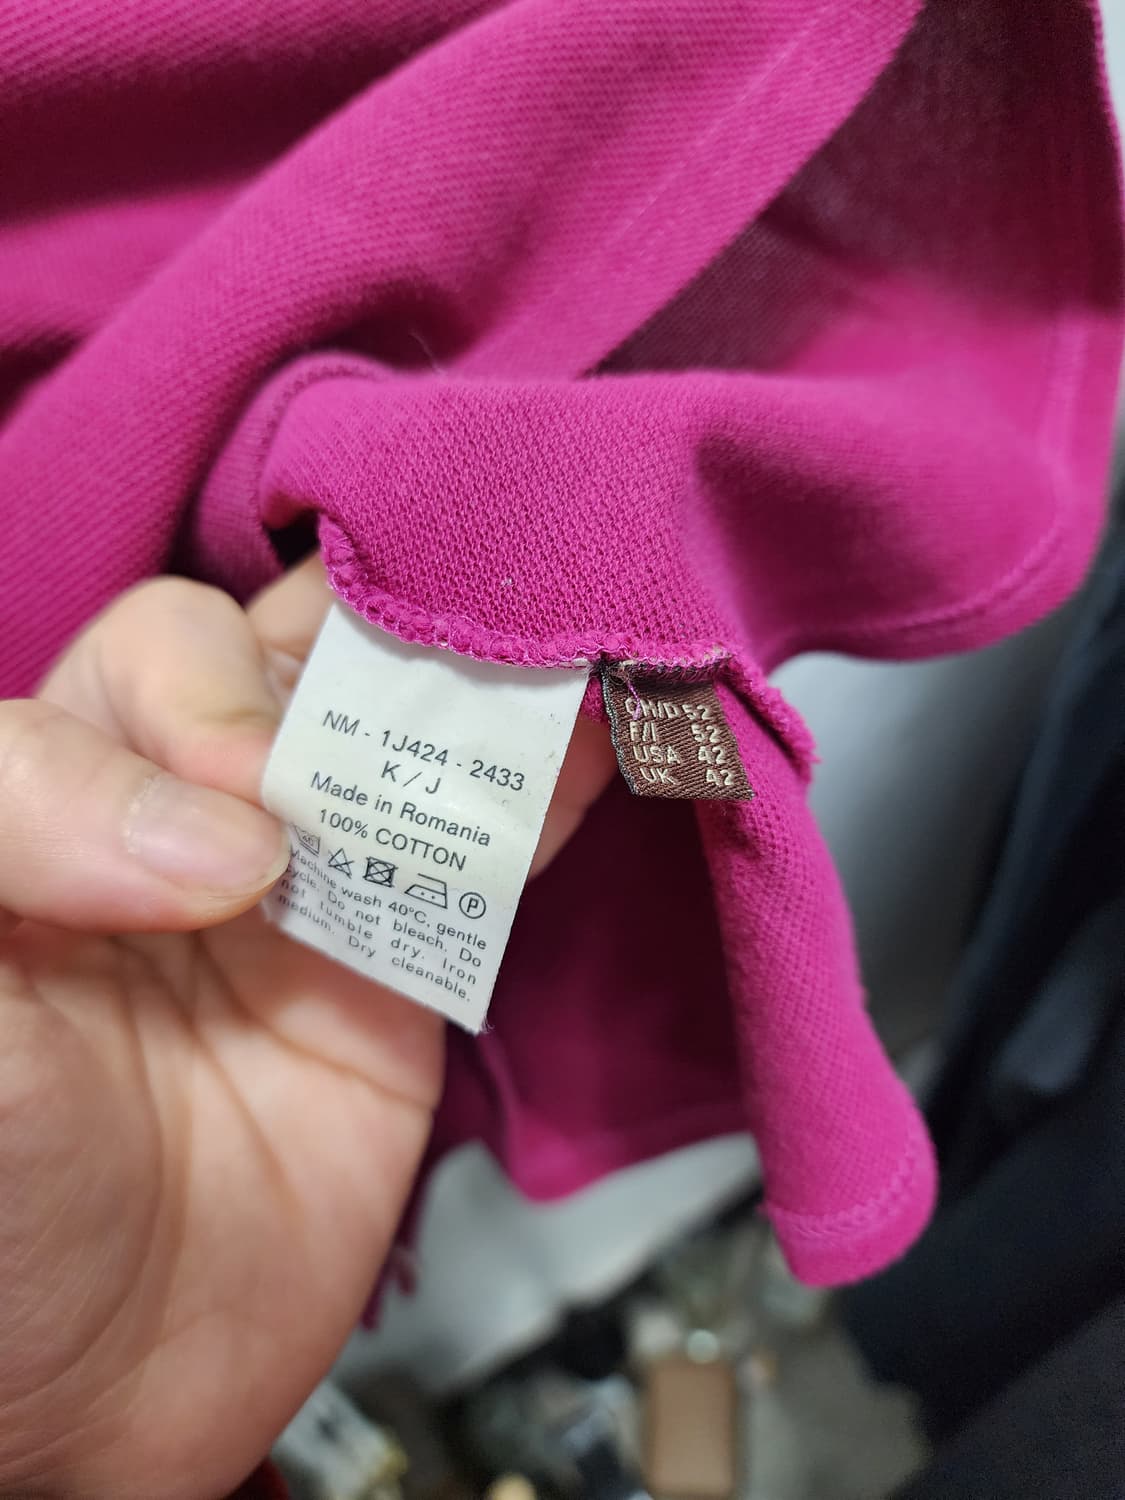 NM - 1J424 - 2433
K / J
Made in Romania
100% COTTON
P
Machine wash 40°C, gentle
cycle. Do not bleach. Do
not tumble dry. Iron
medium. Dry cleanable.
CH/D 52
F/I 52
USA 42
UK 42